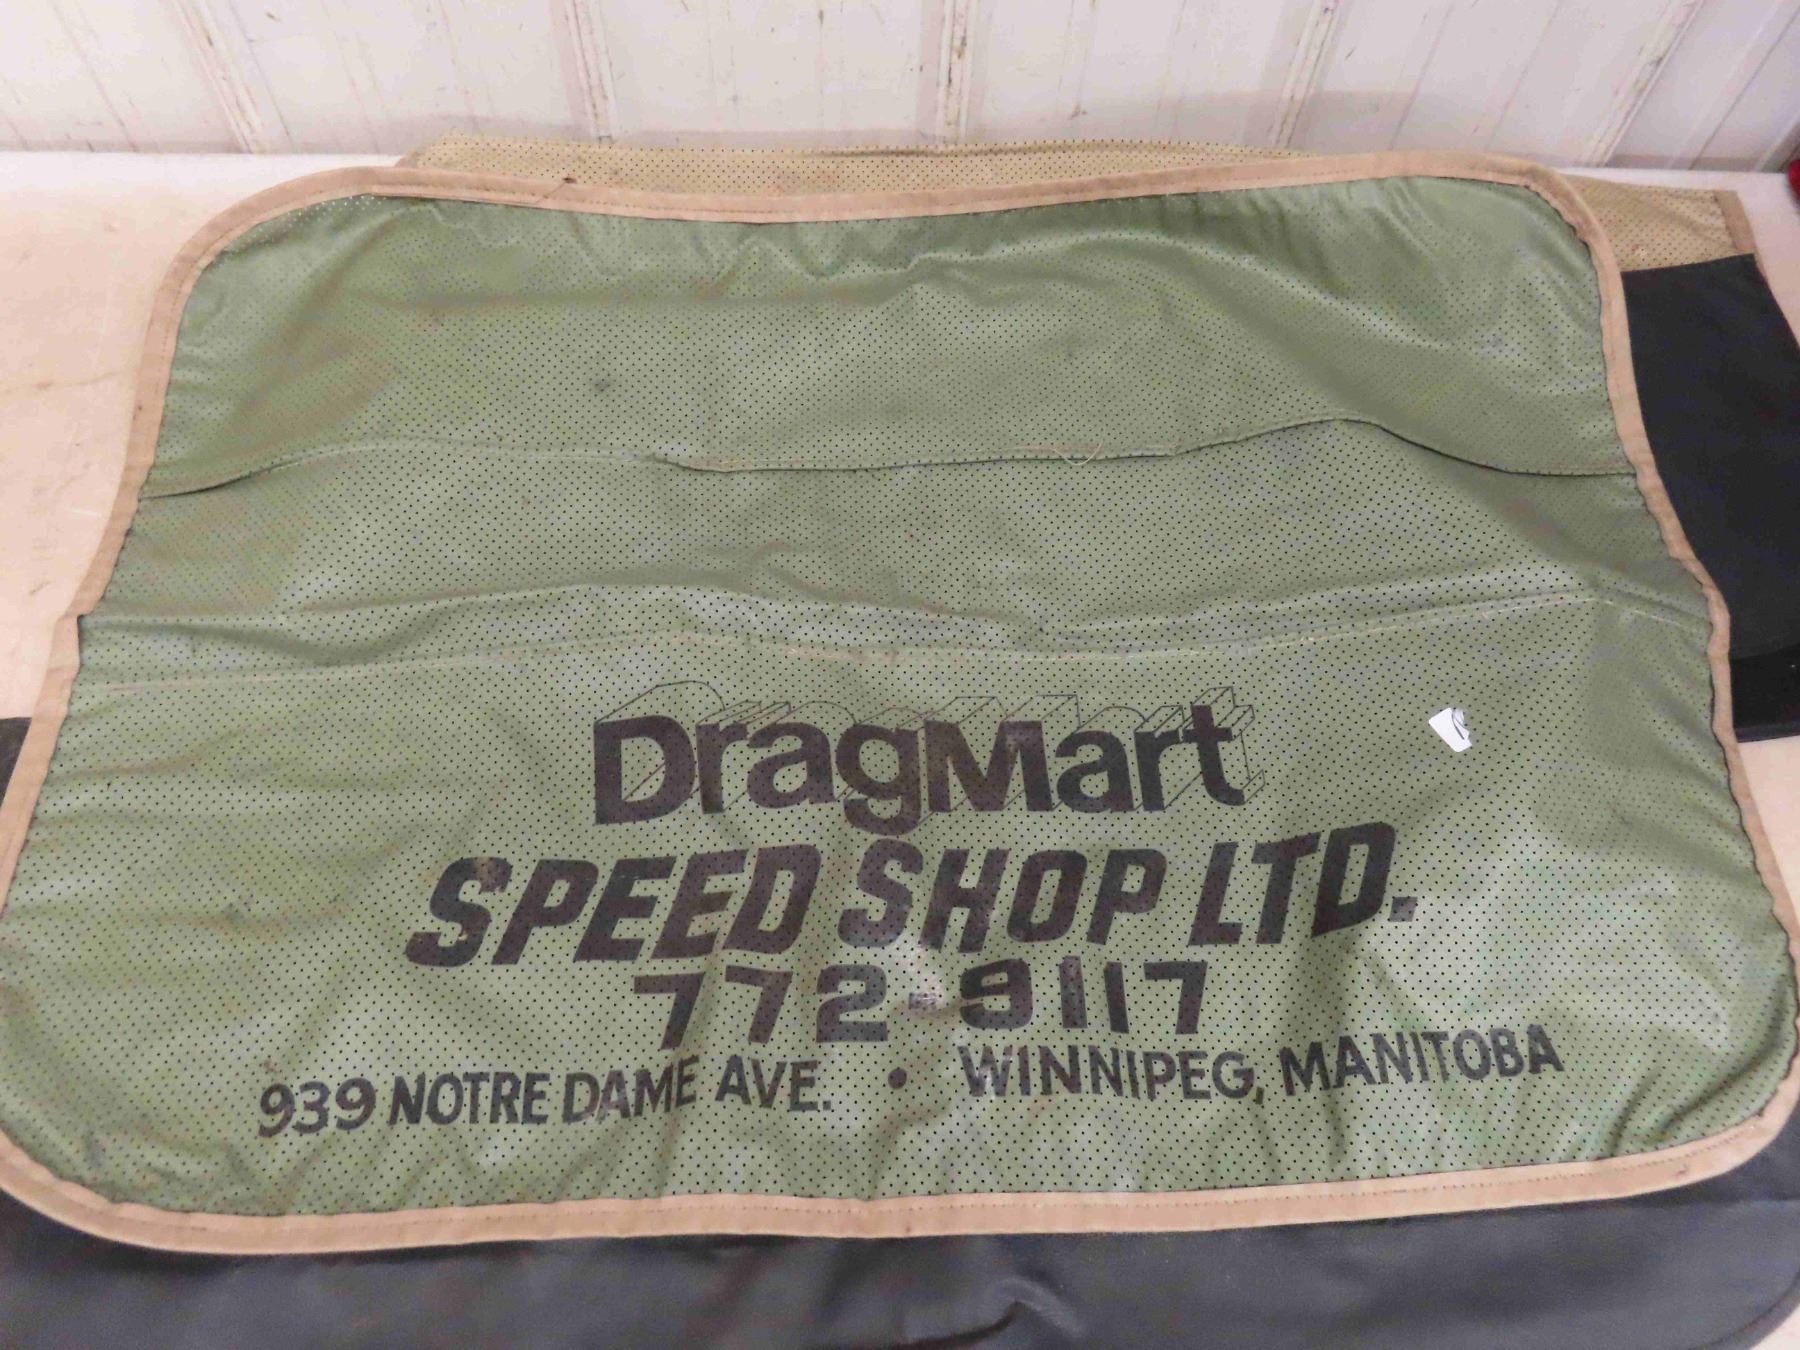 DragMart
SPEED SHOP LTD.
772-9117
939 NOTRE DAME AVE. • WINNIPEG, MANITOBA